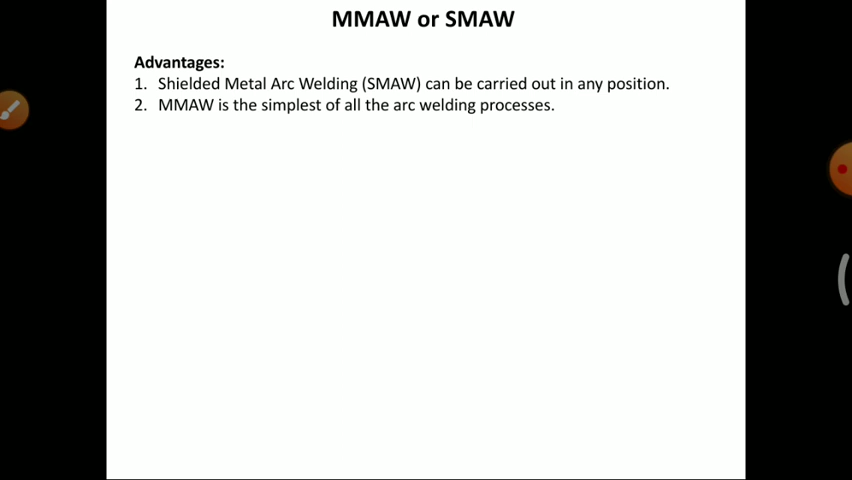 MMAW or SMAW
Advantages:
1. Shielded Metal Arc Welding (SMAW) can be carried out in any position.
2. MMAW is the simplest of all the arc welding processes.